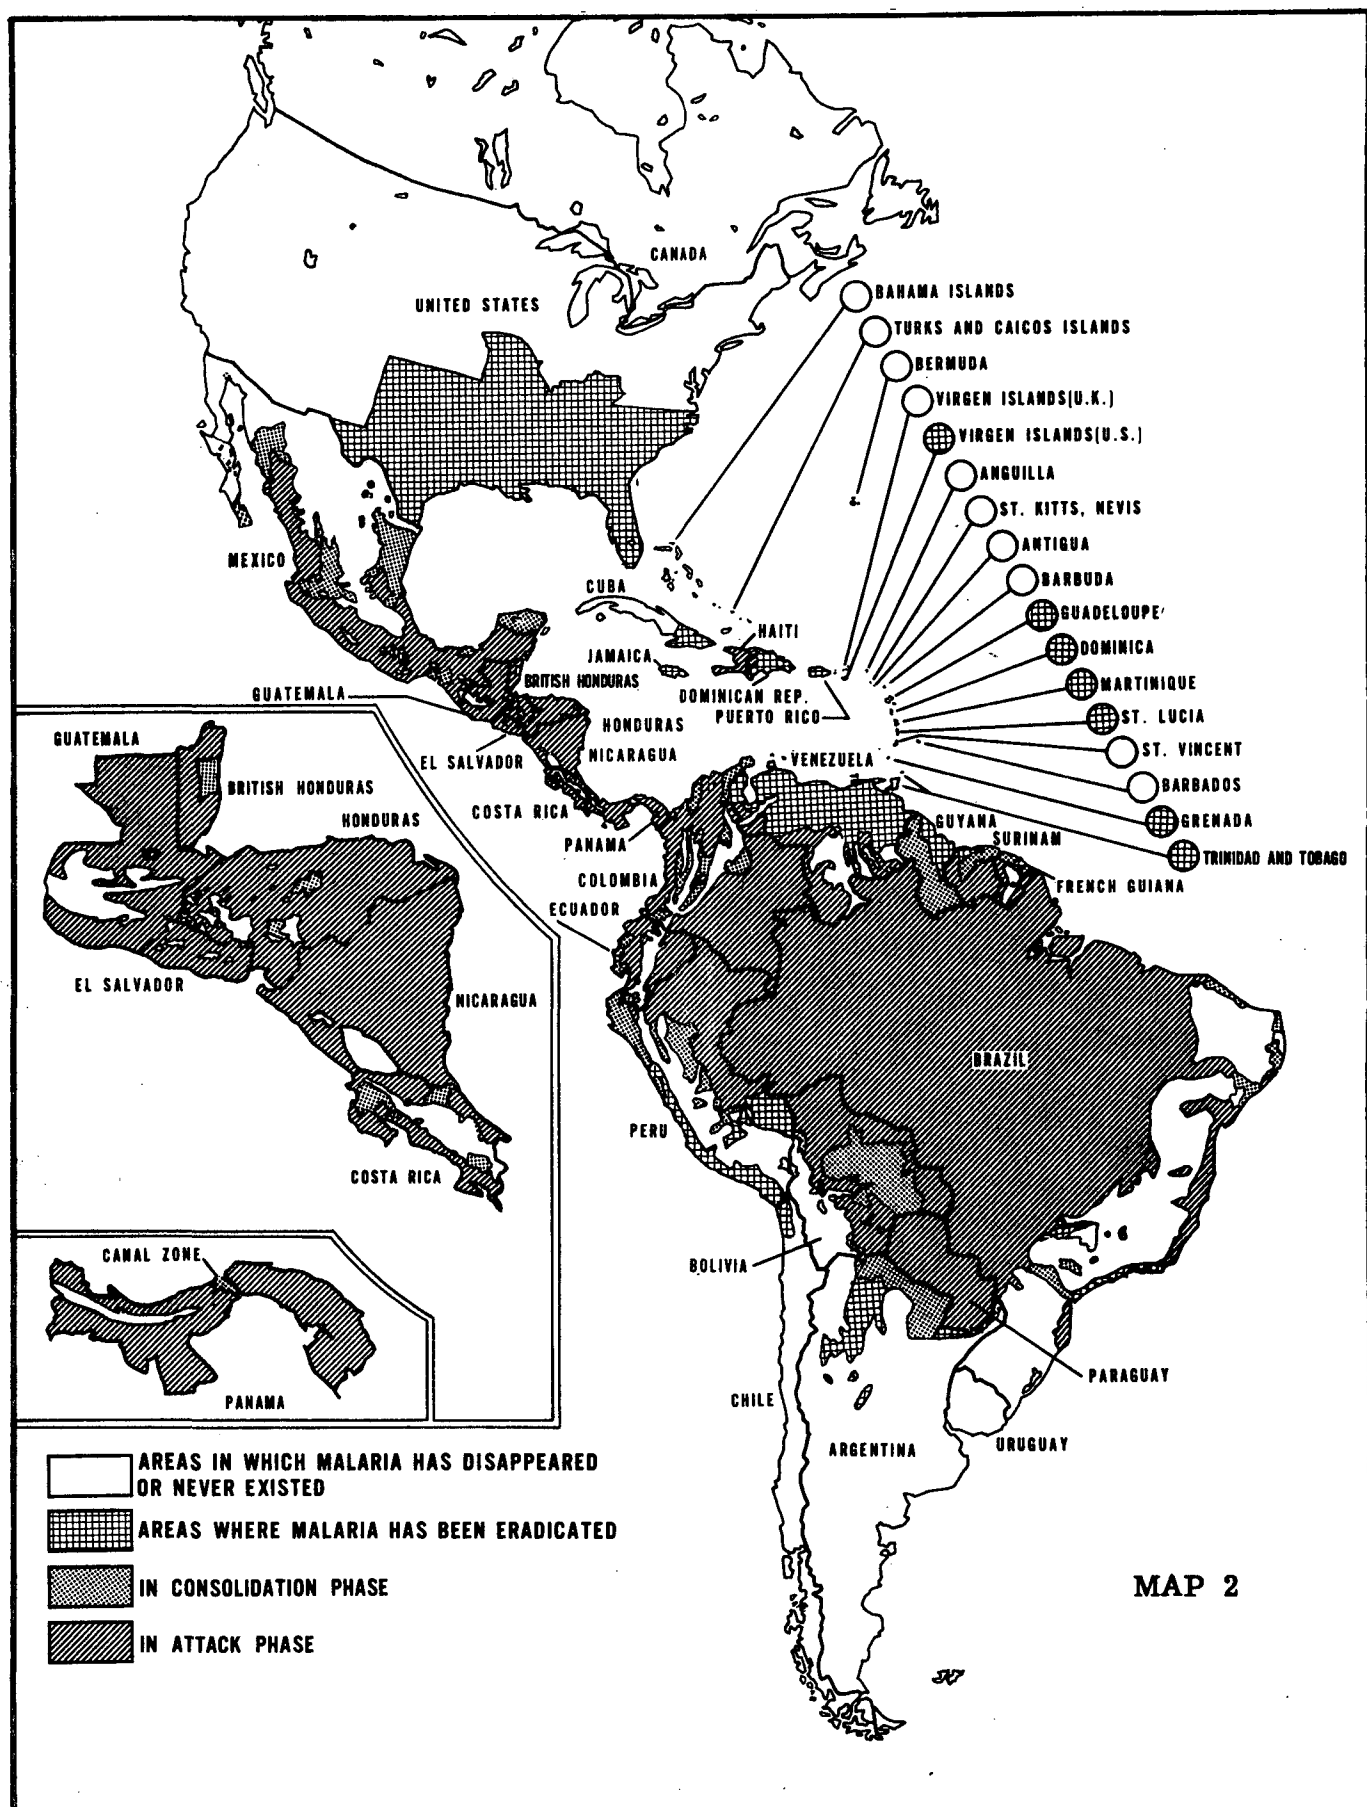 CANADA
UNITED STATES
BAHAMA ISLANDS
TURKS AND CAICOS ISLANDS
BERMUDA
VIRGEN ISLANDS(U.K.)
VIRGEN ISLANDS(U.S.)
ANGUILLA
ST. KITTS, NEVIS
ANTIGUA
BARBUDA
GUADELOUPE
DOMINICA
MARTINIQUE
ST. LUCIA
ST. VINCENT
BARBADOS
GRENADA
TRINIDAD AND TOBAGO
MEXICO
CUBA
HAITI
JAMAICA
BRITISH HONDURAS
DOMINICAN REP.
PUERTO RICO
GUATEMALA
HONDURAS
NICARAGUA
EL SALVADOR
VENEZUELA
COSTA RICA
PANAMA
GUYANA
SURINAM
FRENCH GUIANA
COLOMBIA
ECUADOR
BRAZIL
PERU
BOLIVIA
PARAGUAY
CHILE
ARGENTINA
URUGUAY
GUATEMALA
BRITISH HONDURAS
HONDURAS
EL SALVADOR
NICARAGUA
COSTA RICA
CANAL ZONE
PANAMA
AREAS IN WHICH MALARIA HAS DISAPPEARED
OR NEVER EXISTED
AREAS WHERE MALARIA HAS BEEN ERADICATED
IN CONSOLIDATION PHASE
IN ATTACK PHASE
MAP 2